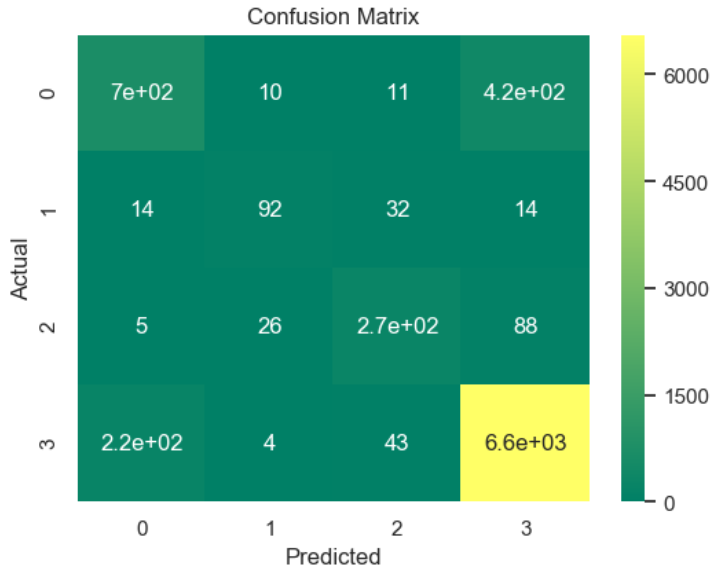 Confusion Matrix
0 7e+02 10 11 4.2e+02
1 14 92 32 14
2 5 26 2.7e+02 88
3 2.2e+02 4 43 6.6e+03
Actual
0 1 2 3
Predicted
6000
4500
3000
1500
0